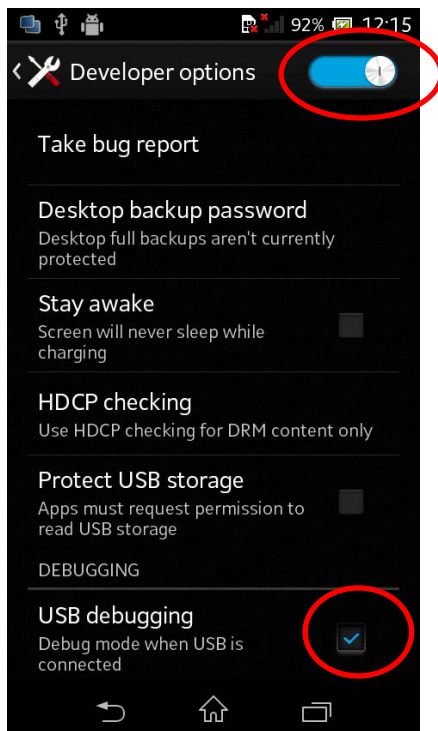 92% 12:15
Developer options
Take bug report
Desktop backup password
Desktop full backups aren't currently
protected
Stay awake
Screen will never sleep while
charging
HDCP checking
Use HDCP checking for DRM content only
Protect USB storage
Apps must request permission to
read USB storage
DEBUGGING
USB debugging
Debug mode when USB is
connected